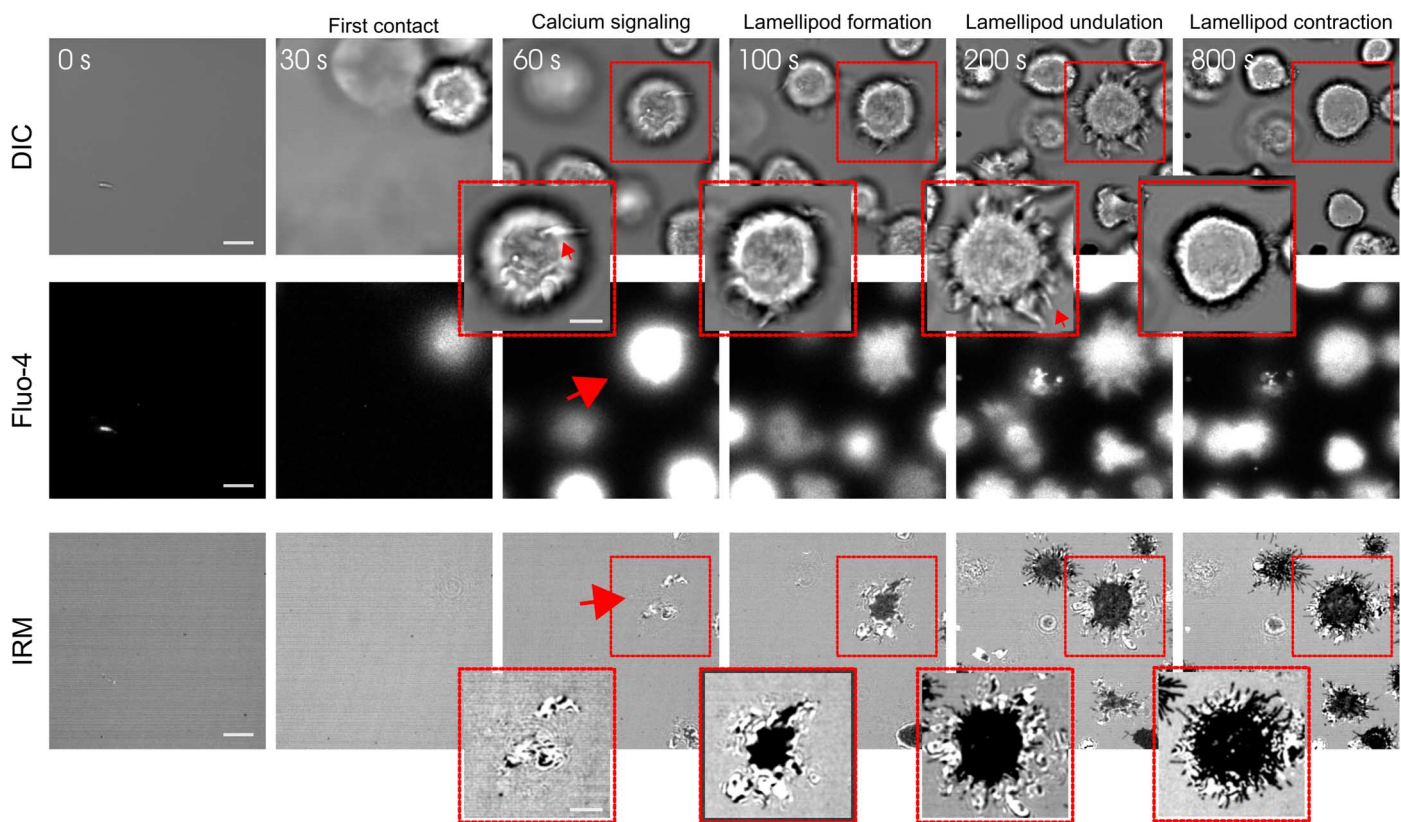 First contact
Calcium signaling
Lamellipod formation
Lamellipod undulation
Lamellipod contraction
DIC
0 s
30 s
60 s
100 s
200 s
800 s
Fluo-4
IRM